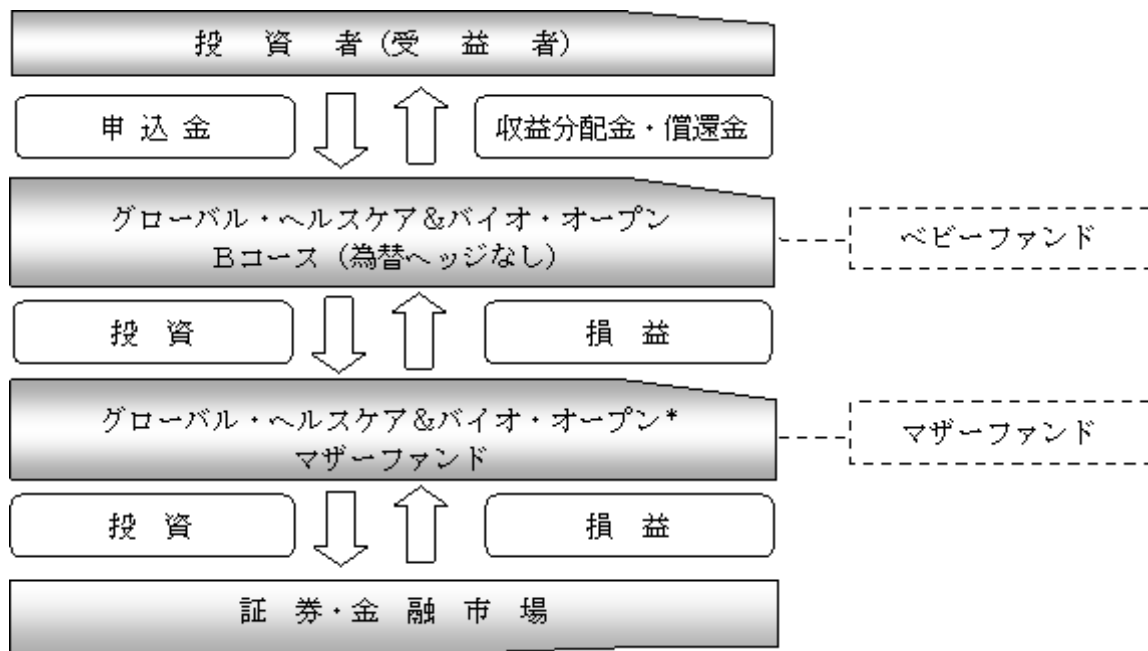 投資者(受益者)
申込金
収益分配金・償還金
グローバル・ヘルスケア&バイオ・オープン
Bコース(為替ヘッジなし)
ベビーファンド
投資
損益
グローバル・ヘルスケア&バイオ・オープン*
マザーファンド
マザーファンド
投資
損益
証券・金融市場